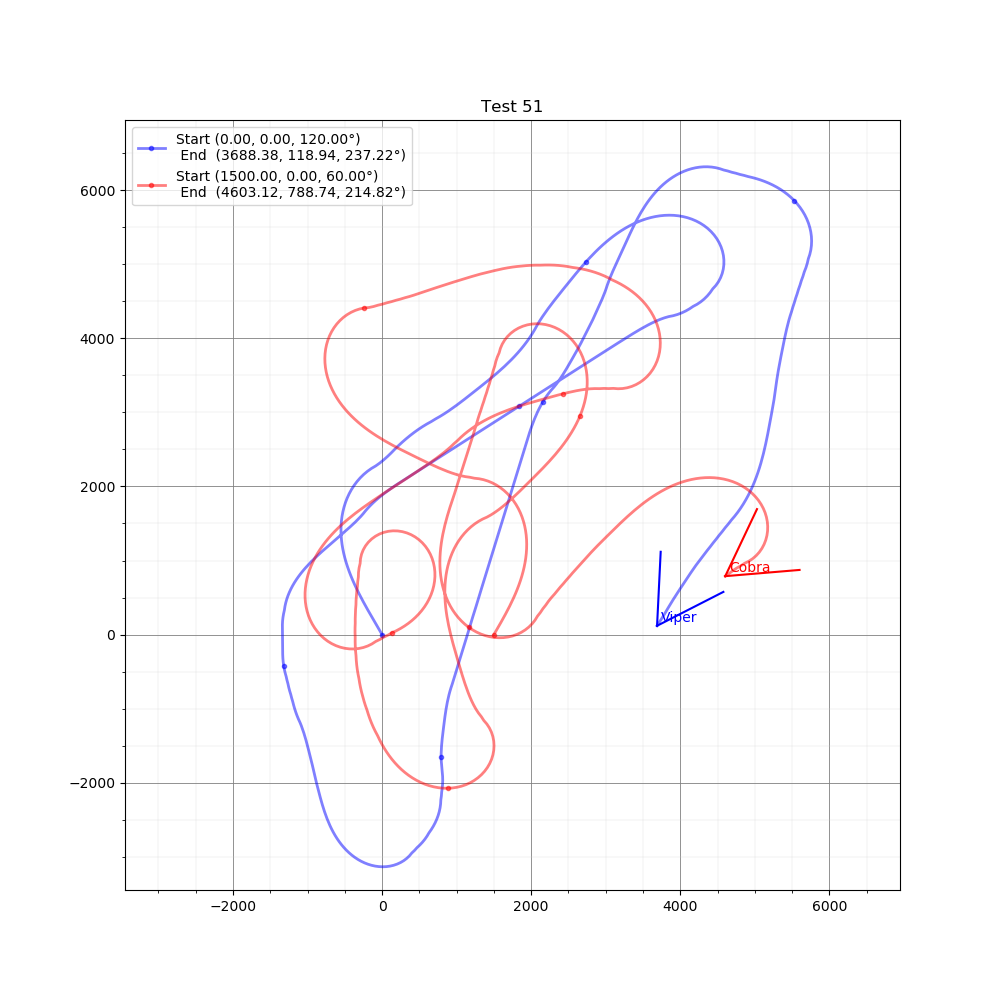 Test 51
Start (0.00, 0.00, 120.00°)
End (3688.38, 118.94, 237.22°)
Start (1500.00, 0.00, 60.00°)
End (4603.12, 788.74, 214.82°)
6000
4000
2000
0
−2000
Cobra
Viper
−2000 0 2000 4000 6000